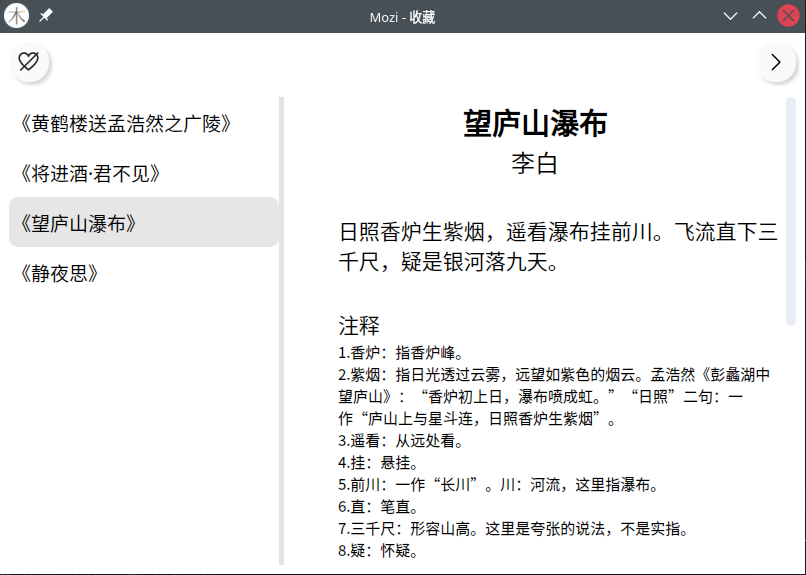 木
Mozi - 收藏
《黄鹤楼送孟浩然之广陵》
《将进酒·君不见》
《望庐山瀑布》
《静夜思》
望庐山瀑布
李白
日照香炉生紫烟，遥看瀑布挂前川。飞流直下三
千尺，疑是银河落九天。
注释
1.香炉：指香炉峰。
2.紫烟：指日光透过云雾，远望如紫色的烟云。孟浩然《彭蠡湖中
望庐山》：“香炉初上日，瀑布喷成虹。”“日照”二句：一
作“庐山上与星斗连，日照香炉生紫烟”。
3.遥看：从远处看。
4.挂：悬挂。
5.前川：一作“长川”。川：河流，这里指瀑布。
6.直：笔直。
7.三千尺：形容山高。这里是夸张的说法，不是实指。
8.疑：怀疑。